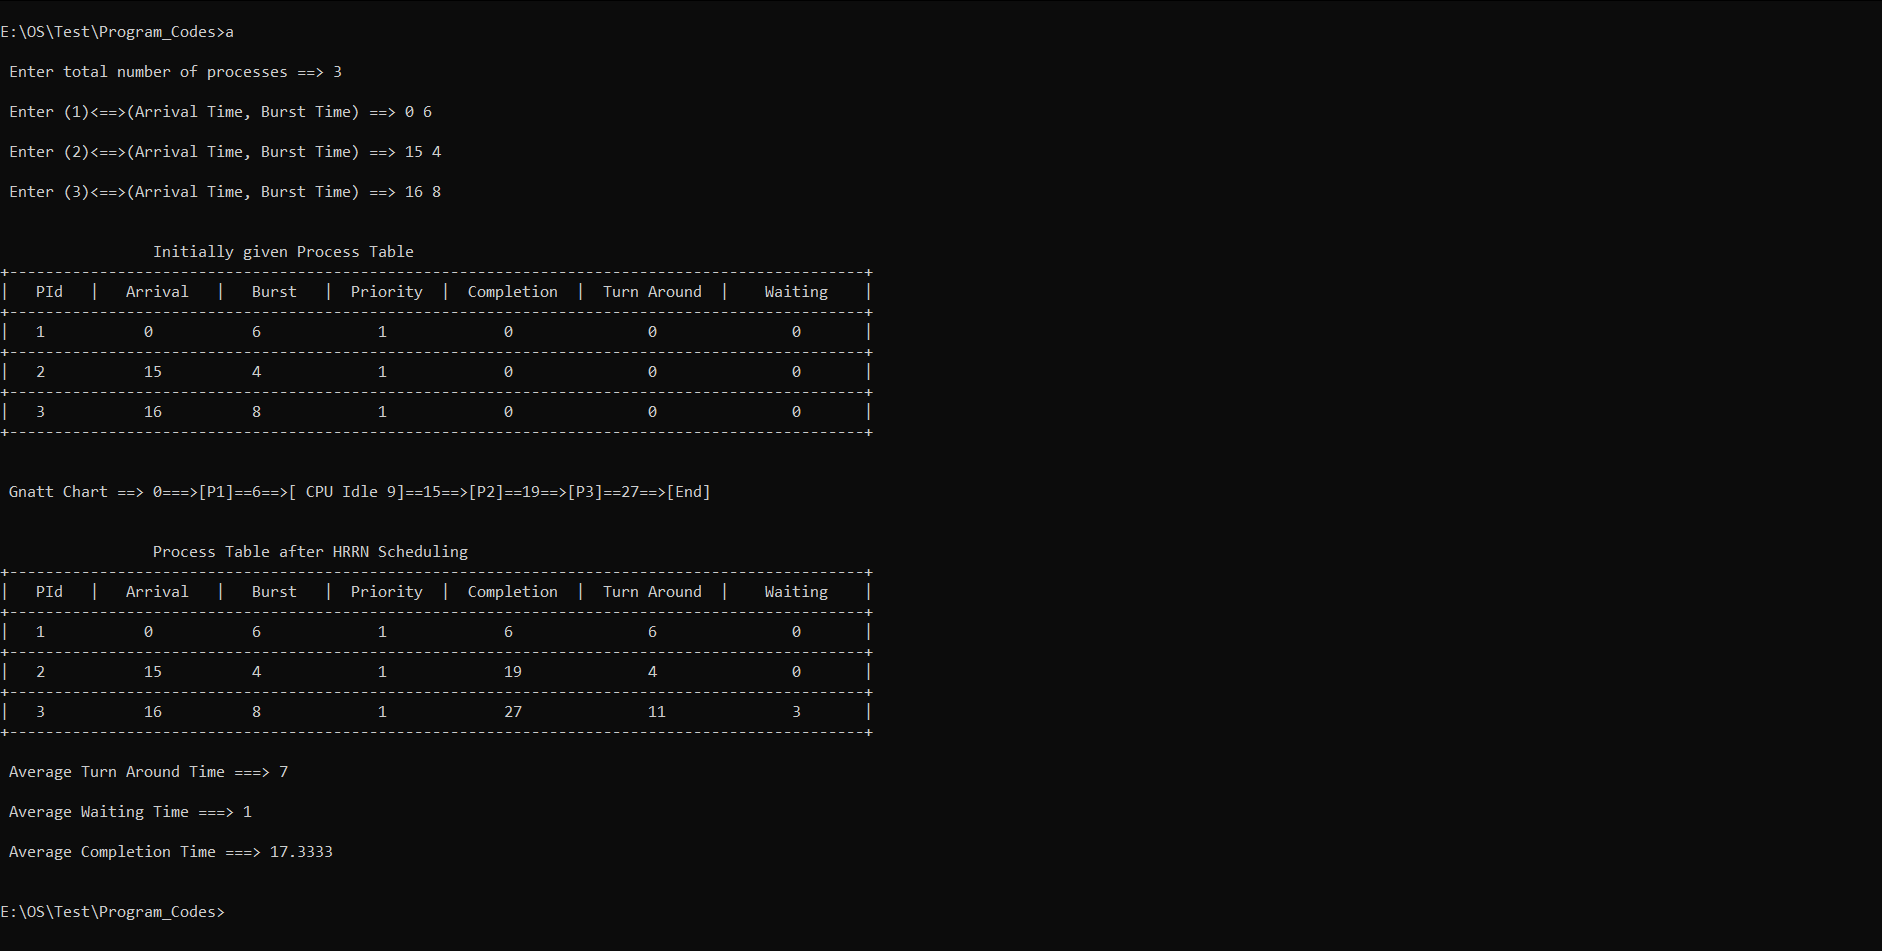 E:\OS\Test\Program_Codes>a
Enter total number of processes ==> 3
Enter (1)<==>(Arrival Time, Burst Time) ==> 0 6
Enter (2)<==>(Arrival Time, Burst Time) ==> 15 4
Enter (3)<==>(Arrival Time, Burst Time) ==> 16 8
Initially given Process Table
+-----------------------------------------------------------------------------------------------+
|   PId   |   Arrival   |   Burst   |  Priority  |  Completion  |  Turn Around  |    Waiting    |
+-----------------------------------------------------------------------------------------------+
|   1           0           6             1             0               0               0       |
+-----------------------------------------------------------------------------------------------+
|   2           15          4             1             0               0               0       |
+-----------------------------------------------------------------------------------------------+
|   3           16          8             1             0               0               0       |
+-----------------------------------------------------------------------------------------------+
Gnatt Chart ==> 0===>[P1]==6==>[ CPU Idle 9]==15==>[P2]==19==>[P3]==27==>[End]
Process Table after HRRN Scheduling
+-----------------------------------------------------------------------------------------------+
|   PId   |   Arrival   |   Burst   |  Priority  |  Completion  |  Turn Around  |    Waiting    |
+-----------------------------------------------------------------------------------------------+
|   1           0           6             1             6               6               0       |
+-----------------------------------------------------------------------------------------------+
|   2           15          4             1             19              4               0       |
+-----------------------------------------------------------------------------------------------+
|   3           16          8             1             27              11              3       |
+-----------------------------------------------------------------------------------------------+
Average Turn Around Time ===> 7
Average Waiting Time ===> 1
Average Completion Time ===> 17.3333
E:\OS\Test\Program_Codes>